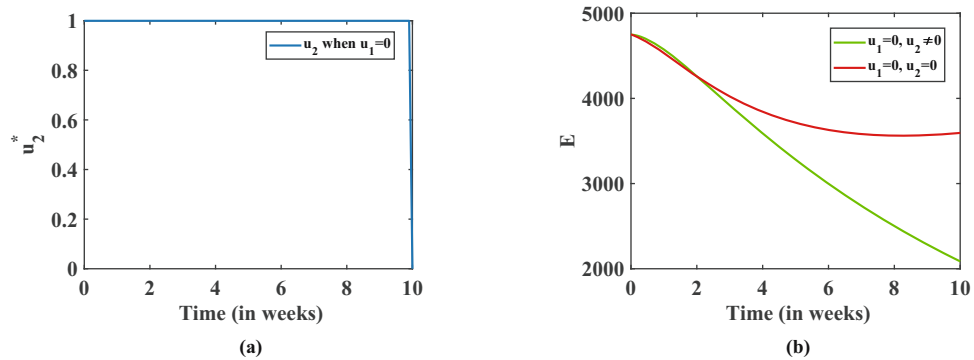 1
0.8
0.6
0.4
0.2
0
u2*
0 2 4 6 8 10
Time (in weeks)
u2 when u1=0
(a)
5000
4000
3000
2000
E
0 2 4 6 8 10
Time (in weeks)
u1=0, u2≠0
u1=0, u2=0
(b)